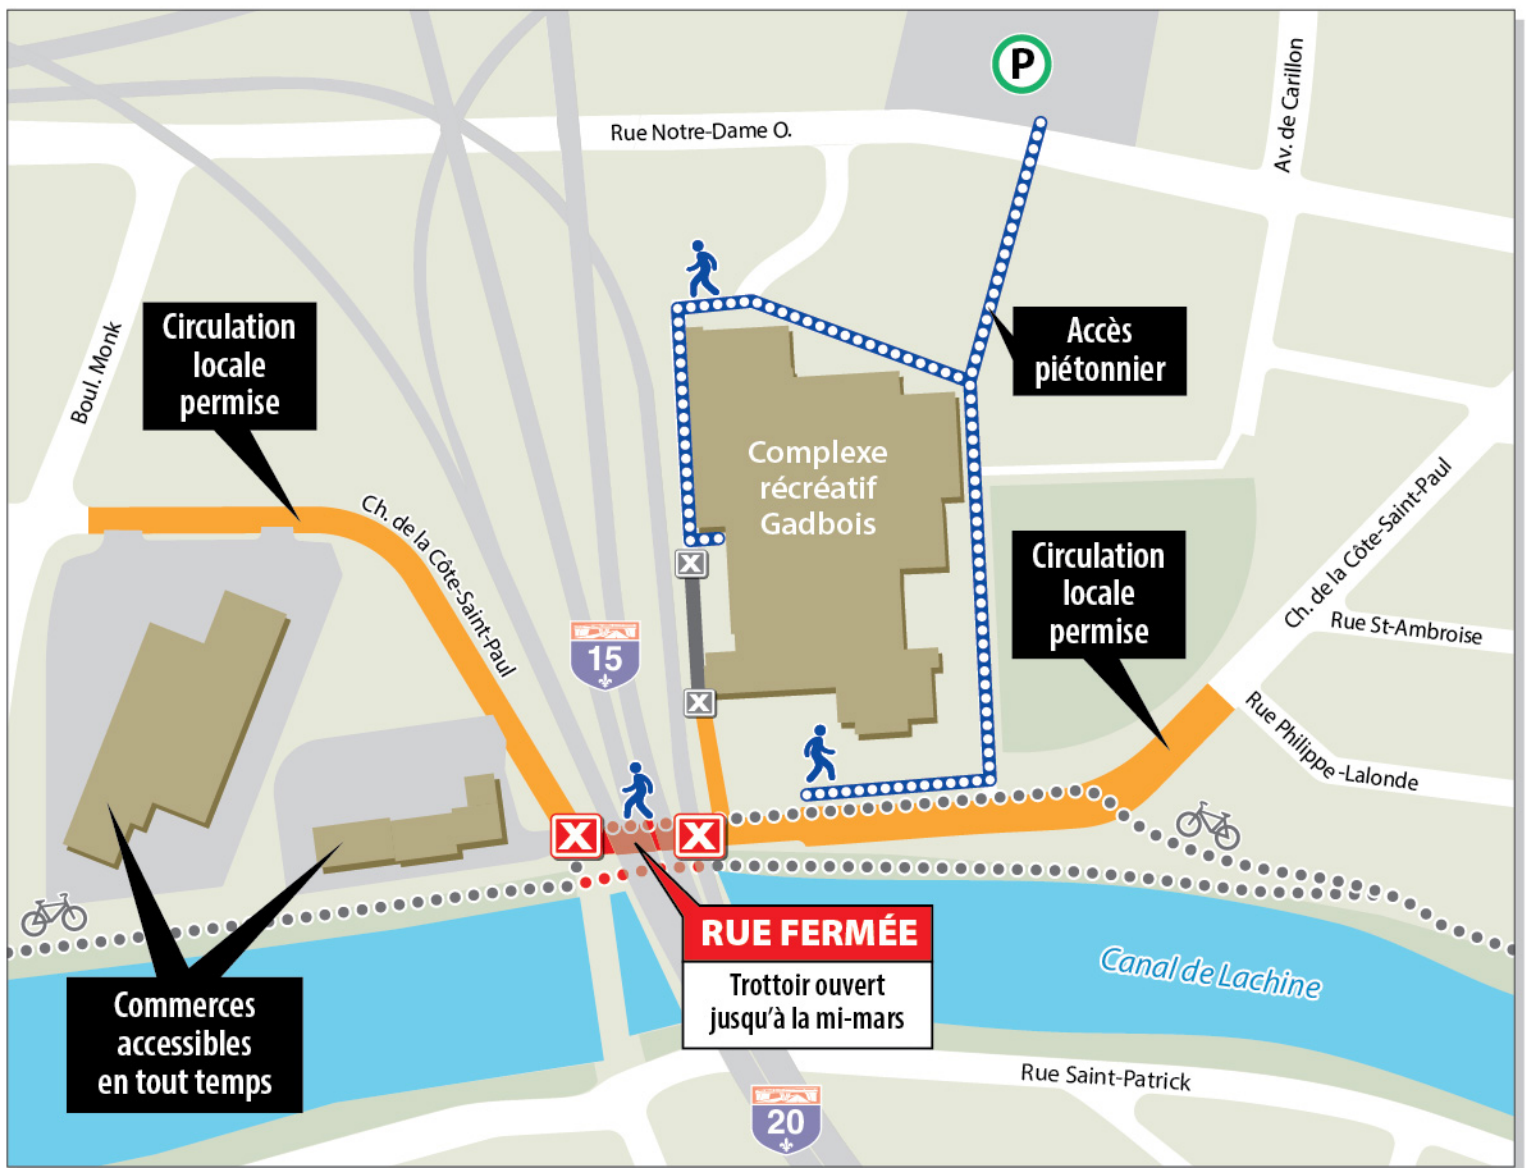 P
Rue Notre-Dame O.
Av. de Carillon
Boul. Monk
Circulation
locale
permise
Accès
piétonnier
Complexe
récréatif
Gadbois
Ch. de la Côte-Saint-Paul
Ch. de la Côte-Saint-Paul
Circulation
locale
permise
Rue St-Ambroise
Rue Philippe-Lalonde
15
X
X
X
X
RUE FERMÉE
Trottoir ouvert
jusqu'à la mi-mars
Canal de Lachine
Commerces
accessibles
en tout temps
Rue Saint-Patrick
20